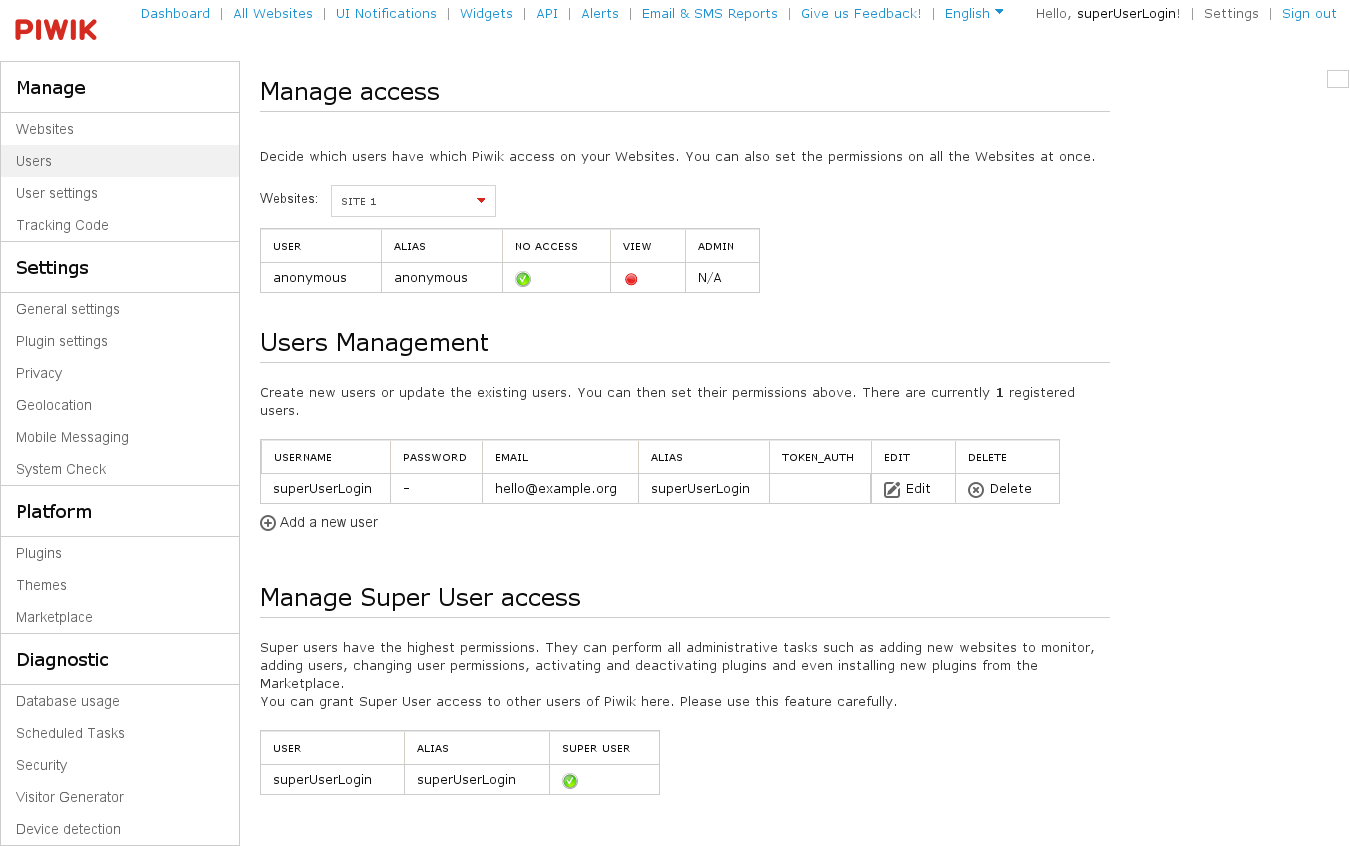 PIWIK
Dashboard | All Websites | UI Notifications | Widgets | API | Alerts | Email & SMS Reports | Give us Feedback! | English
Hello, superUserLogin! | Settings | Sign out
Manage
Websites
Users
User settings
Tracking Code
Settings
General settings
Plugin settings
Privacy
Geolocation
Mobile Messaging
System Check
Platform
Plugins
Themes
Marketplace
Diagnostic
Database usage
Scheduled Tasks
Security
Visitor Generator
Device detection
Manage access
Decide which users have which Piwik access on your Websites. You can also set the permissions on all the Websites at once.
Websites: SITE 1
USER ALIAS NO ACCESS VIEW ADMIN
anonymous anonymous N/A
Users Management
Create new users or update the existing users. You can then set their permissions above. There are currently 1 registered
users.
USERNAME PASSWORD EMAIL ALIAS TOKEN_AUTH EDIT DELETE
superUserLogin - hello@example.org superUserLogin Edit Delete
Add a new user
Manage Super User access
Super users have the highest permissions. They can perform all administrative tasks such as adding new websites to monitor,
adding users, changing user permissions, activating and deactivating plugins and even installing new plugins from the
Marketplace.
You can grant Super User access to other users of Piwik here. Please use this feature carefully.
USER ALIAS SUPER USER
superUserLogin superUserLogin